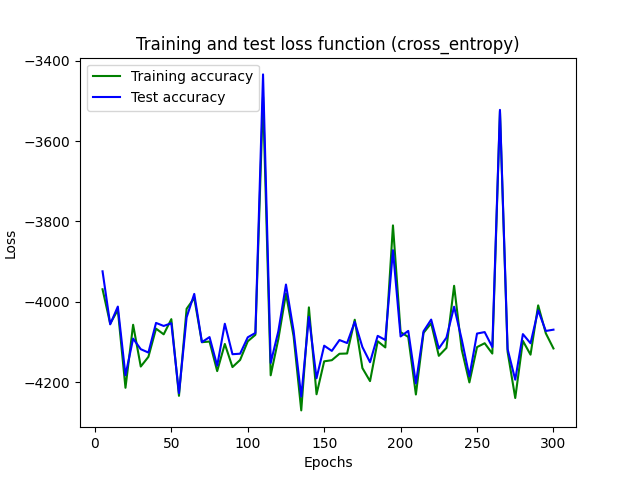 Training and test loss function (cross_entropy)
Training accuracy
Test accuracy
−3400
−3600
−3800
−4000
−4200
Loss
0 50 100 150 200 250 300
Epochs